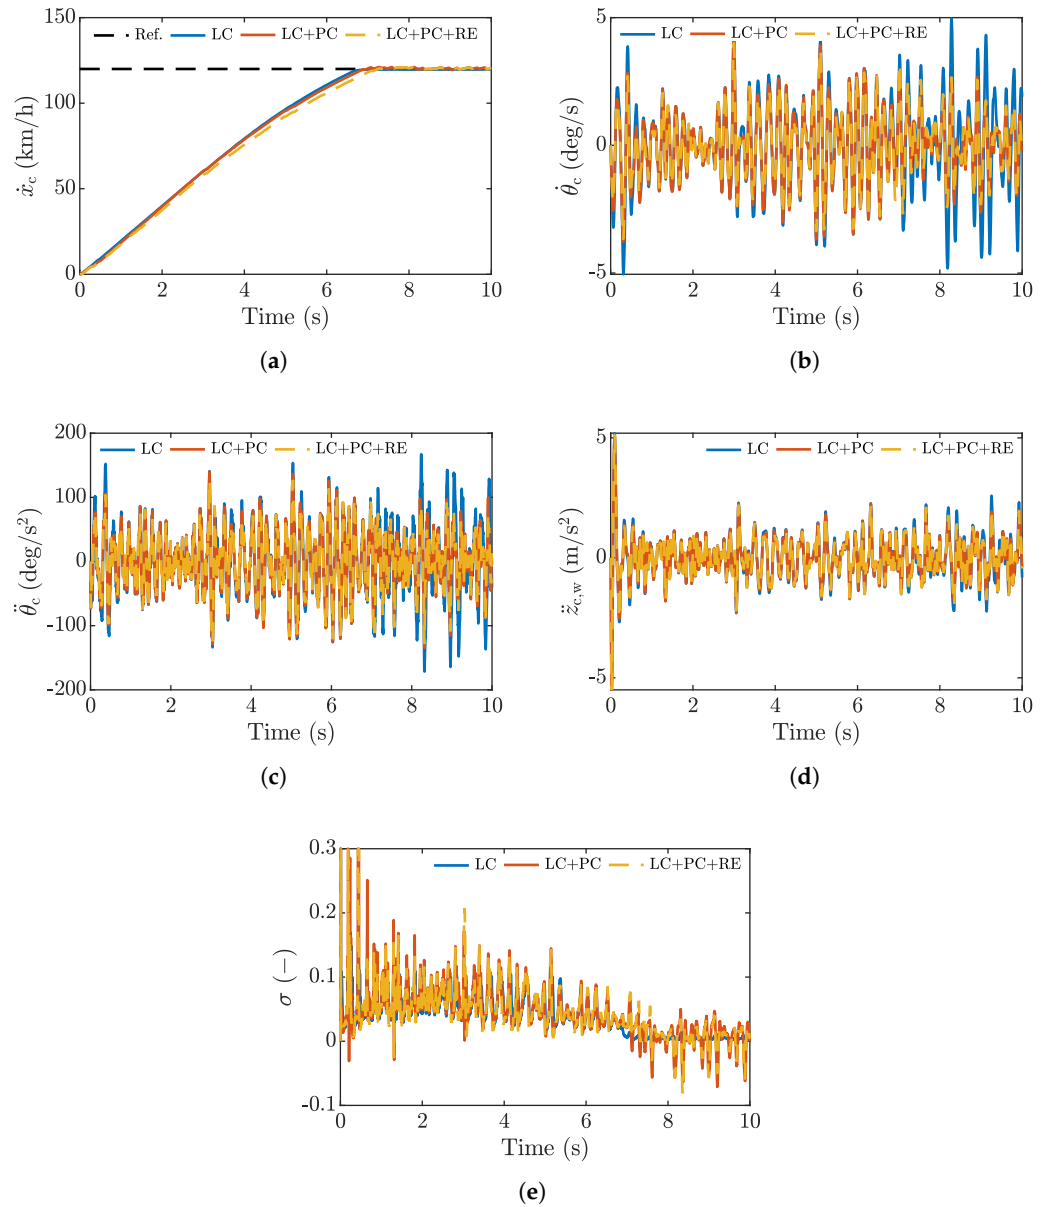 150
100
50
0
ẋc (km/h)
Ref. LC LC+PC LC+PC+RE
0 2 4 6 8 10
Time (s)
(a)
5
0
-5
θ̇c (deg/s)
LC LC+PC LC+PC+RE
0 2 4 6 8 10
Time (s)
(b)
200
100
0
-100
-200
θ̈c (deg/s²)
LC LC+PC LC+PC+RE
0 2 4 6 8 10
Time (s)
(c)
5
0
-5
z̈c,w (m/s²)
LC LC+PC LC+PC+RE
0 2 4 6 8 10
Time (s)
(d)
0.3
0.2
0.1
0
-0.1
σ (−)
LC LC+PC LC+PC+RE
0 2 4 6 8 10
Time (s)
(e)